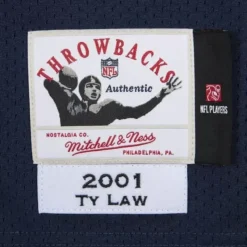 THROWBACKS
NFL
Authentic
NOSTALGIA CO.
Mitchell & Ness
PHILADELPHIA, PA.
NFL PLAYERS
2001
TY LAW